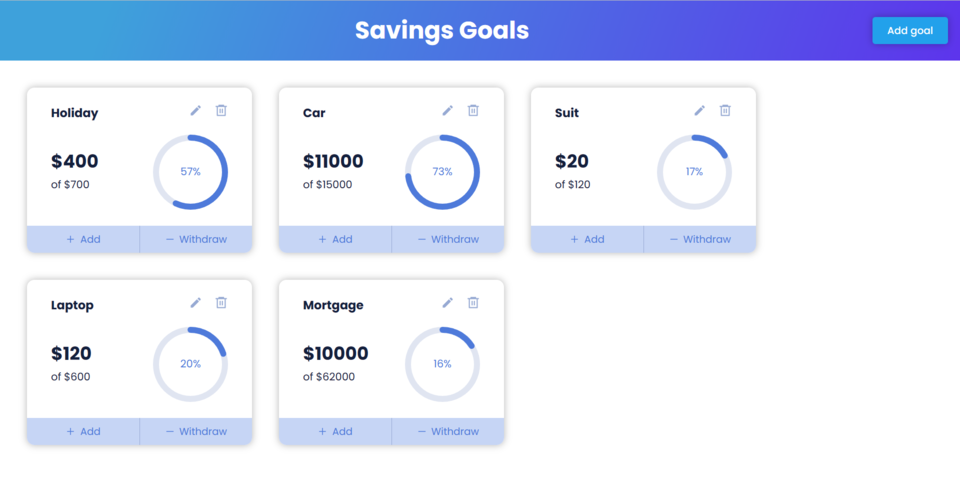 Savings Goals
Add goal
Holiday
$400
of $700
57%
+ Add
− Withdraw
Car
$11000
of $15000
73%
+ Add
− Withdraw
Suit
$20
of $120
17%
+ Add
− Withdraw
Laptop
$120
of $600
20%
+ Add
− Withdraw
Mortgage
$10000
of $62000
16%
+ Add
− Withdraw